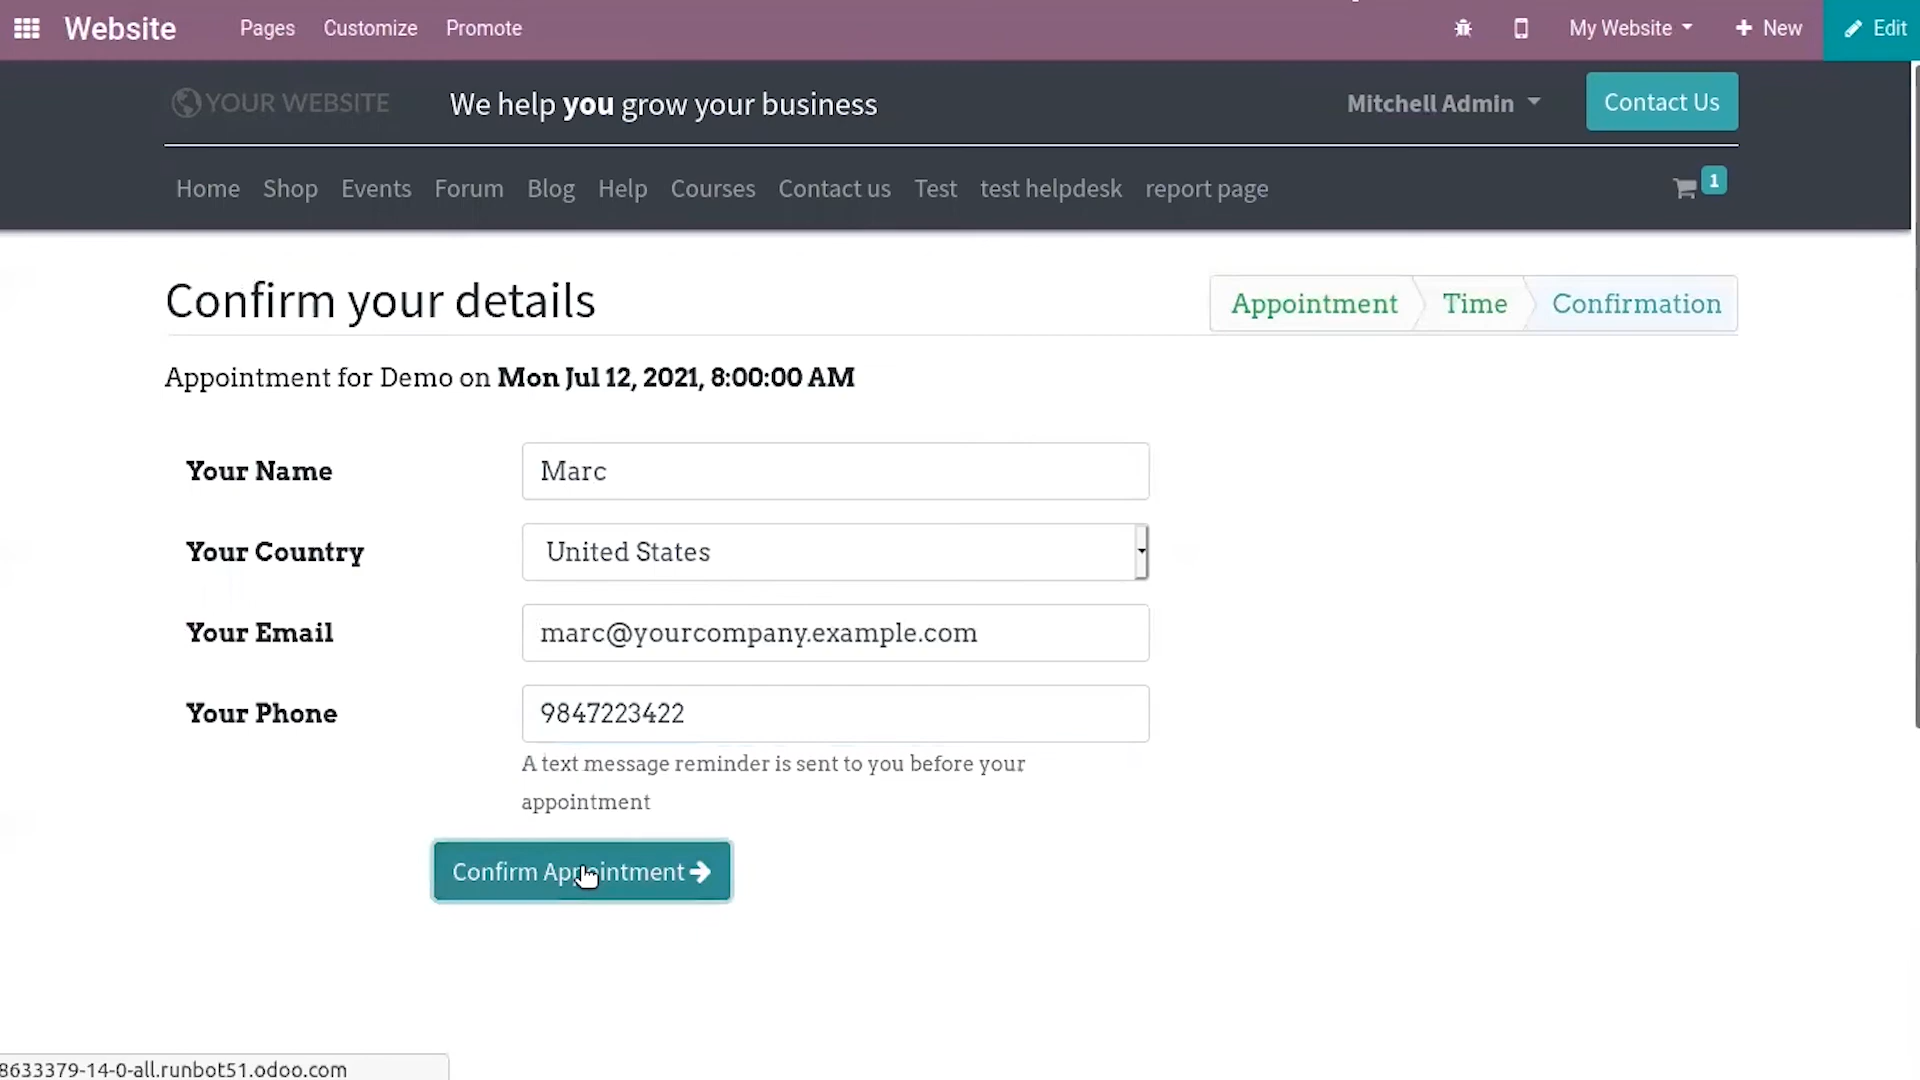 Website Pages Customize Promote My Website + New Edit
YOUR WEBSITE We help you grow your business Mitchell Admin Contact Us
Home Shop Events Forum Blog Help Courses Contact us Test test helpdesk report page 1
Confirm your details Appointment Time Confirmation
Appointment for Demo on Mon Jul 12, 2021, 8:00:00 AM
Your Name Marc
Your Country United States
Your Email marc@yourcompany.example.com
Your Phone 9847223422
A text message reminder is sent to you before your
appointment
Confirm Appointment
8633379-14-0-all.runbot51.odoo.com